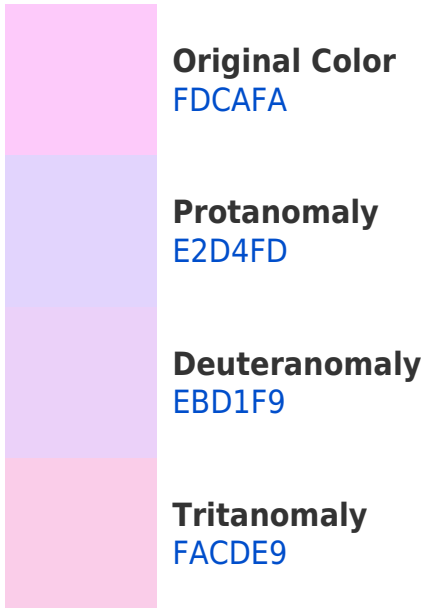 Original Color
FDCAFA
Protanomaly
E2D4FD
Deuteranomaly
EBD1F9
Tritanomaly
FACDE9